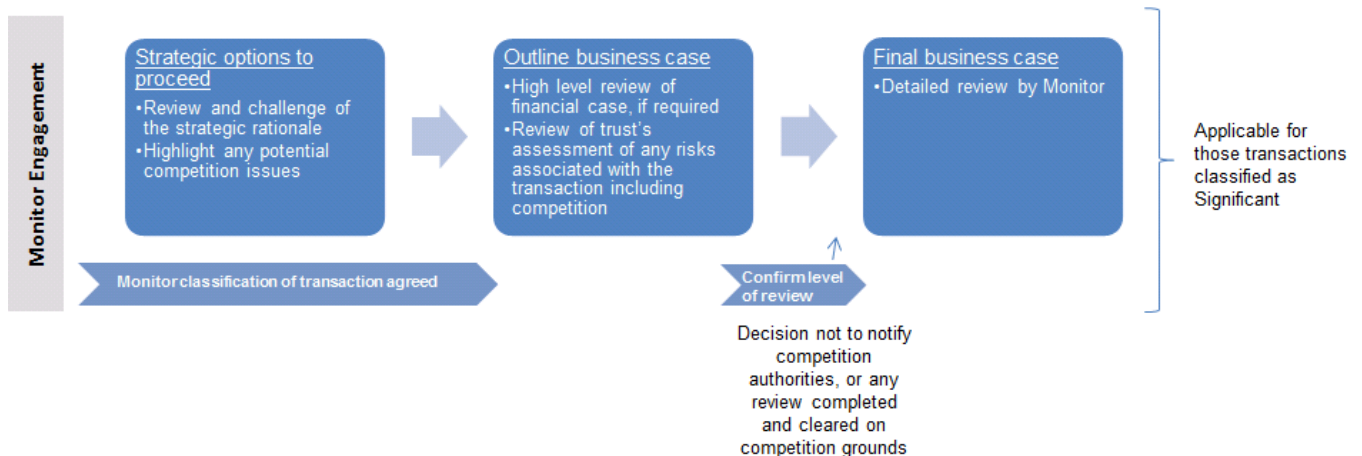 Monitor Engagement
Strategic options to
proceed
•Review and challenge of
the strategic rationale
•Highlight any potential
competition issues
Outline business case
•High level review of
financial case, if required
•Review of trust's
assessment of any risks
associated with the
transaction including
competition
Final business case
•Detailed review by Monitor
Applicable for
those transactions
classified as
Significant
Monitor classification of transaction agreed
Confirm level
of review
Decision not to notify
competition
authorities, or any
review completed
and cleared on
competition grounds